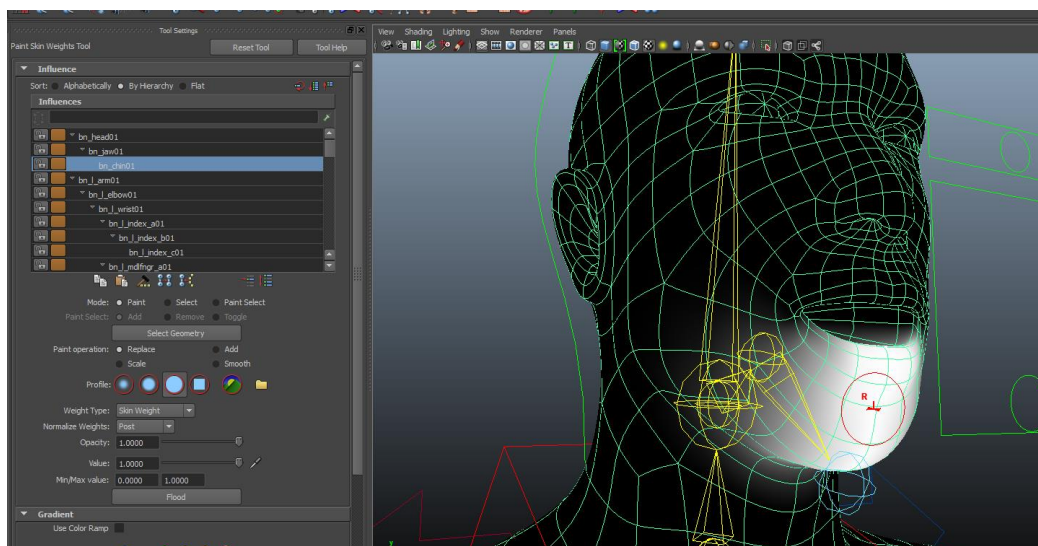 Tool Settings
View Shading Lighting Show Renderer Panels
Paint Skin Weights Tool Reset Tool Tool Help
Influence
Sort: Alphabetically By Hierarchy Flat
Influences
bn_head01
bn_jaw01
bn_chin01
bn_l_arm01
bn_l_elbow01
bn_l_wrist01
bn_l_index_a01
bn_l_index_b01
bn_l_index_c01
bn_l_mdlfngr_a01
Mode: Paint Select Paint Select
Paint Select: Add Remove Toggle
Select Geometry
Paint operation: Replace Add
Scale Smooth
Profile:
Weight Type: Skin Weight
Normalize Weights: Post
Opacity: 1.0000
Value: 1.0000
Min/Max value: 0.0000 1.0000
Flood
Gradient
Use Color Ramp
R
y